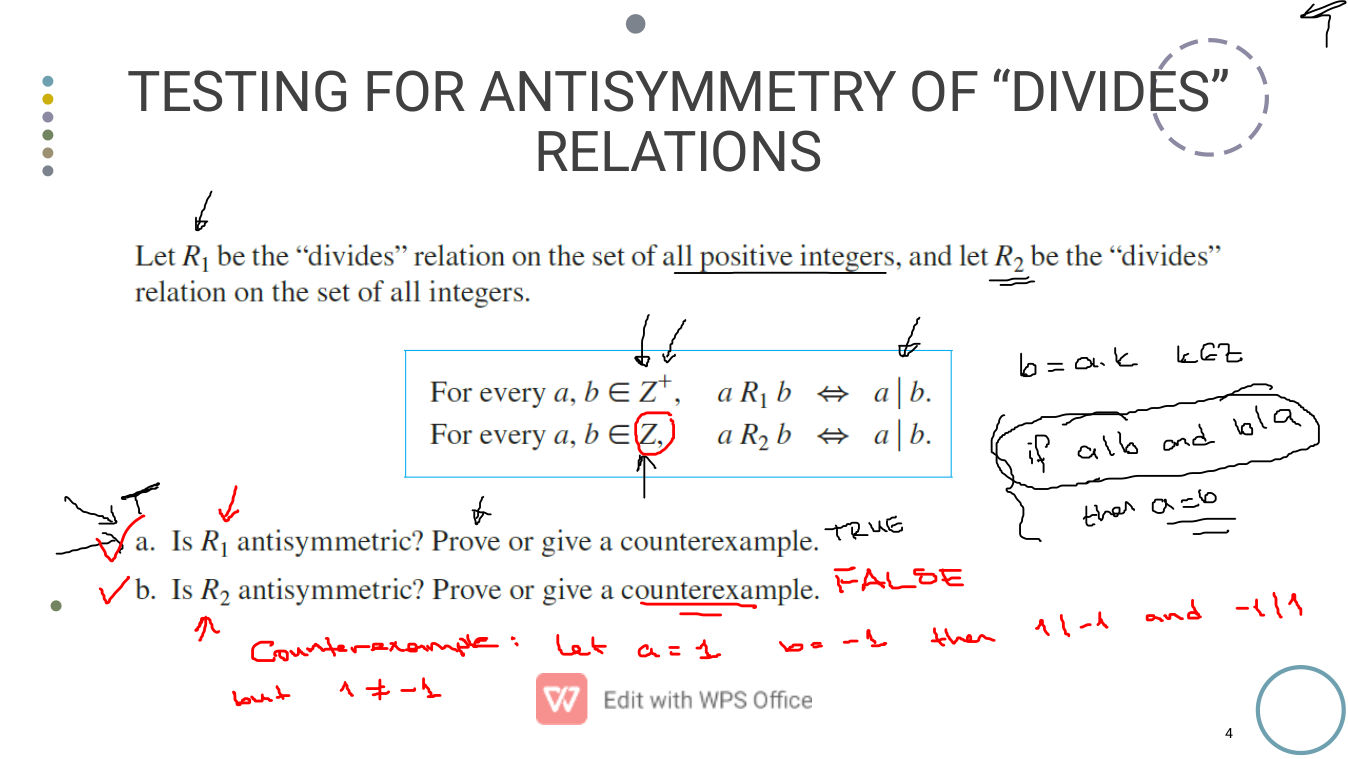 TESTING FOR ANTISYMMETRY OF “DIVIDES”
RELATIONS
Let R₁ be the “divides” relation on the set of all positive integers, and let R₂ be the “divides”
relation on the set of all integers.
For every a, b ∈ Z⁺, a R₁ b ⇔ a | b.
For every a, b ∈ Z, a R₂ b ⇔ a | b.
b = a.k k∈Z
if a|b and b|a
then a=b
T
a. Is R₁ antisymmetric? Prove or give a counterexample. TRUE
b. Is R₂ antisymmetric? Prove or give a counterexample. FALSE
Counterexample: Let a = 1 b= -1 then 1|-1 and -1|1
but 1 ≠ -1
Edit with WPS Office
4